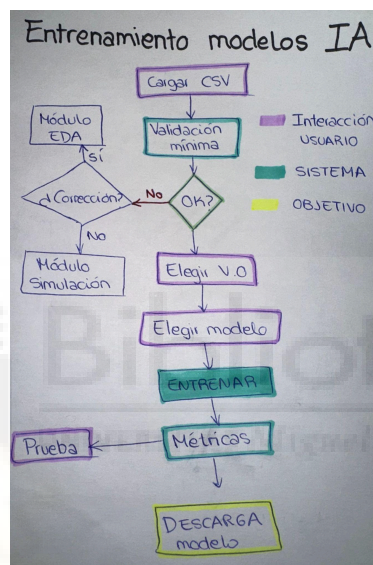 Entrenamiento modelos IA
Cargar CSV
Módulo
EDA
Validación
mínima
Interacción
USUARIO
SÍ
SISTEMA
¿Corrección?
No
OK?
OBJETIVO
No
Módulo
Simulación
Elegir V.O
Elegir modelo
ENTRENAR
Prueba
Métricas
DESCARGA
modelo